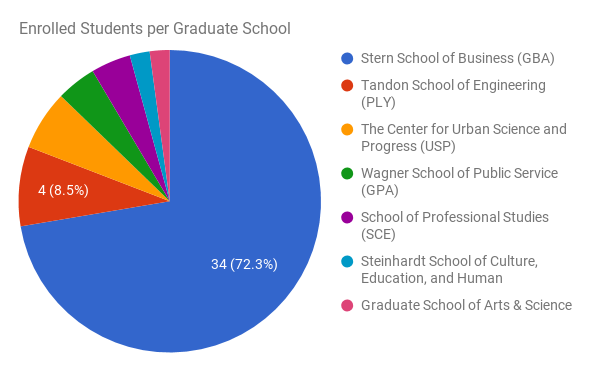 Enrolled Students per Graduate School
Stern School of Business (GBA)
Tandon School of Engineering
(PLY)
The Center for Urban Science and
Progress (USP)
Wagner School of Public Service
(GPA)
School of Professional Studies
(SCE)
Steinhardt School of Culture,
Education, and Human
Graduate School of Arts & Science
4 (8.5%)
34 (72.3%)